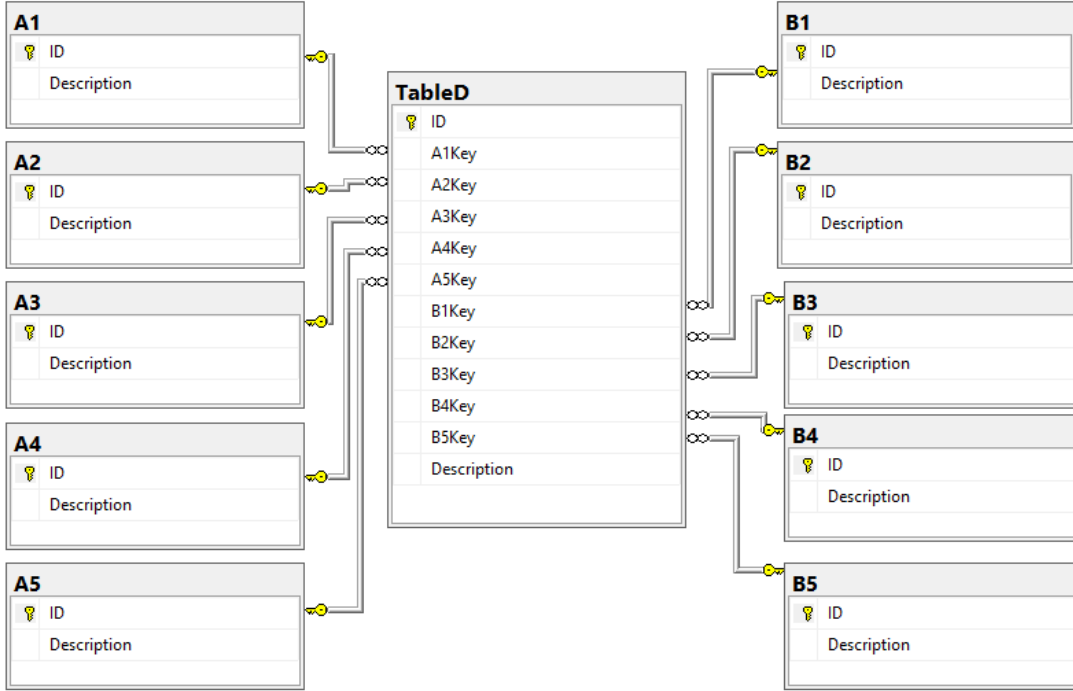 A1
ID
Description
A2
ID
Description
A3
ID
Description
A4
ID
Description
A5
ID
Description
TableD
ID
A1Key
A2Key
A3Key
A4Key
A5Key
B1Key
B2Key
B3Key
B4Key
B5Key
Description
B1
ID
Description
B2
ID
Description
B3
ID
Description
B4
ID
Description
B5
ID
Description